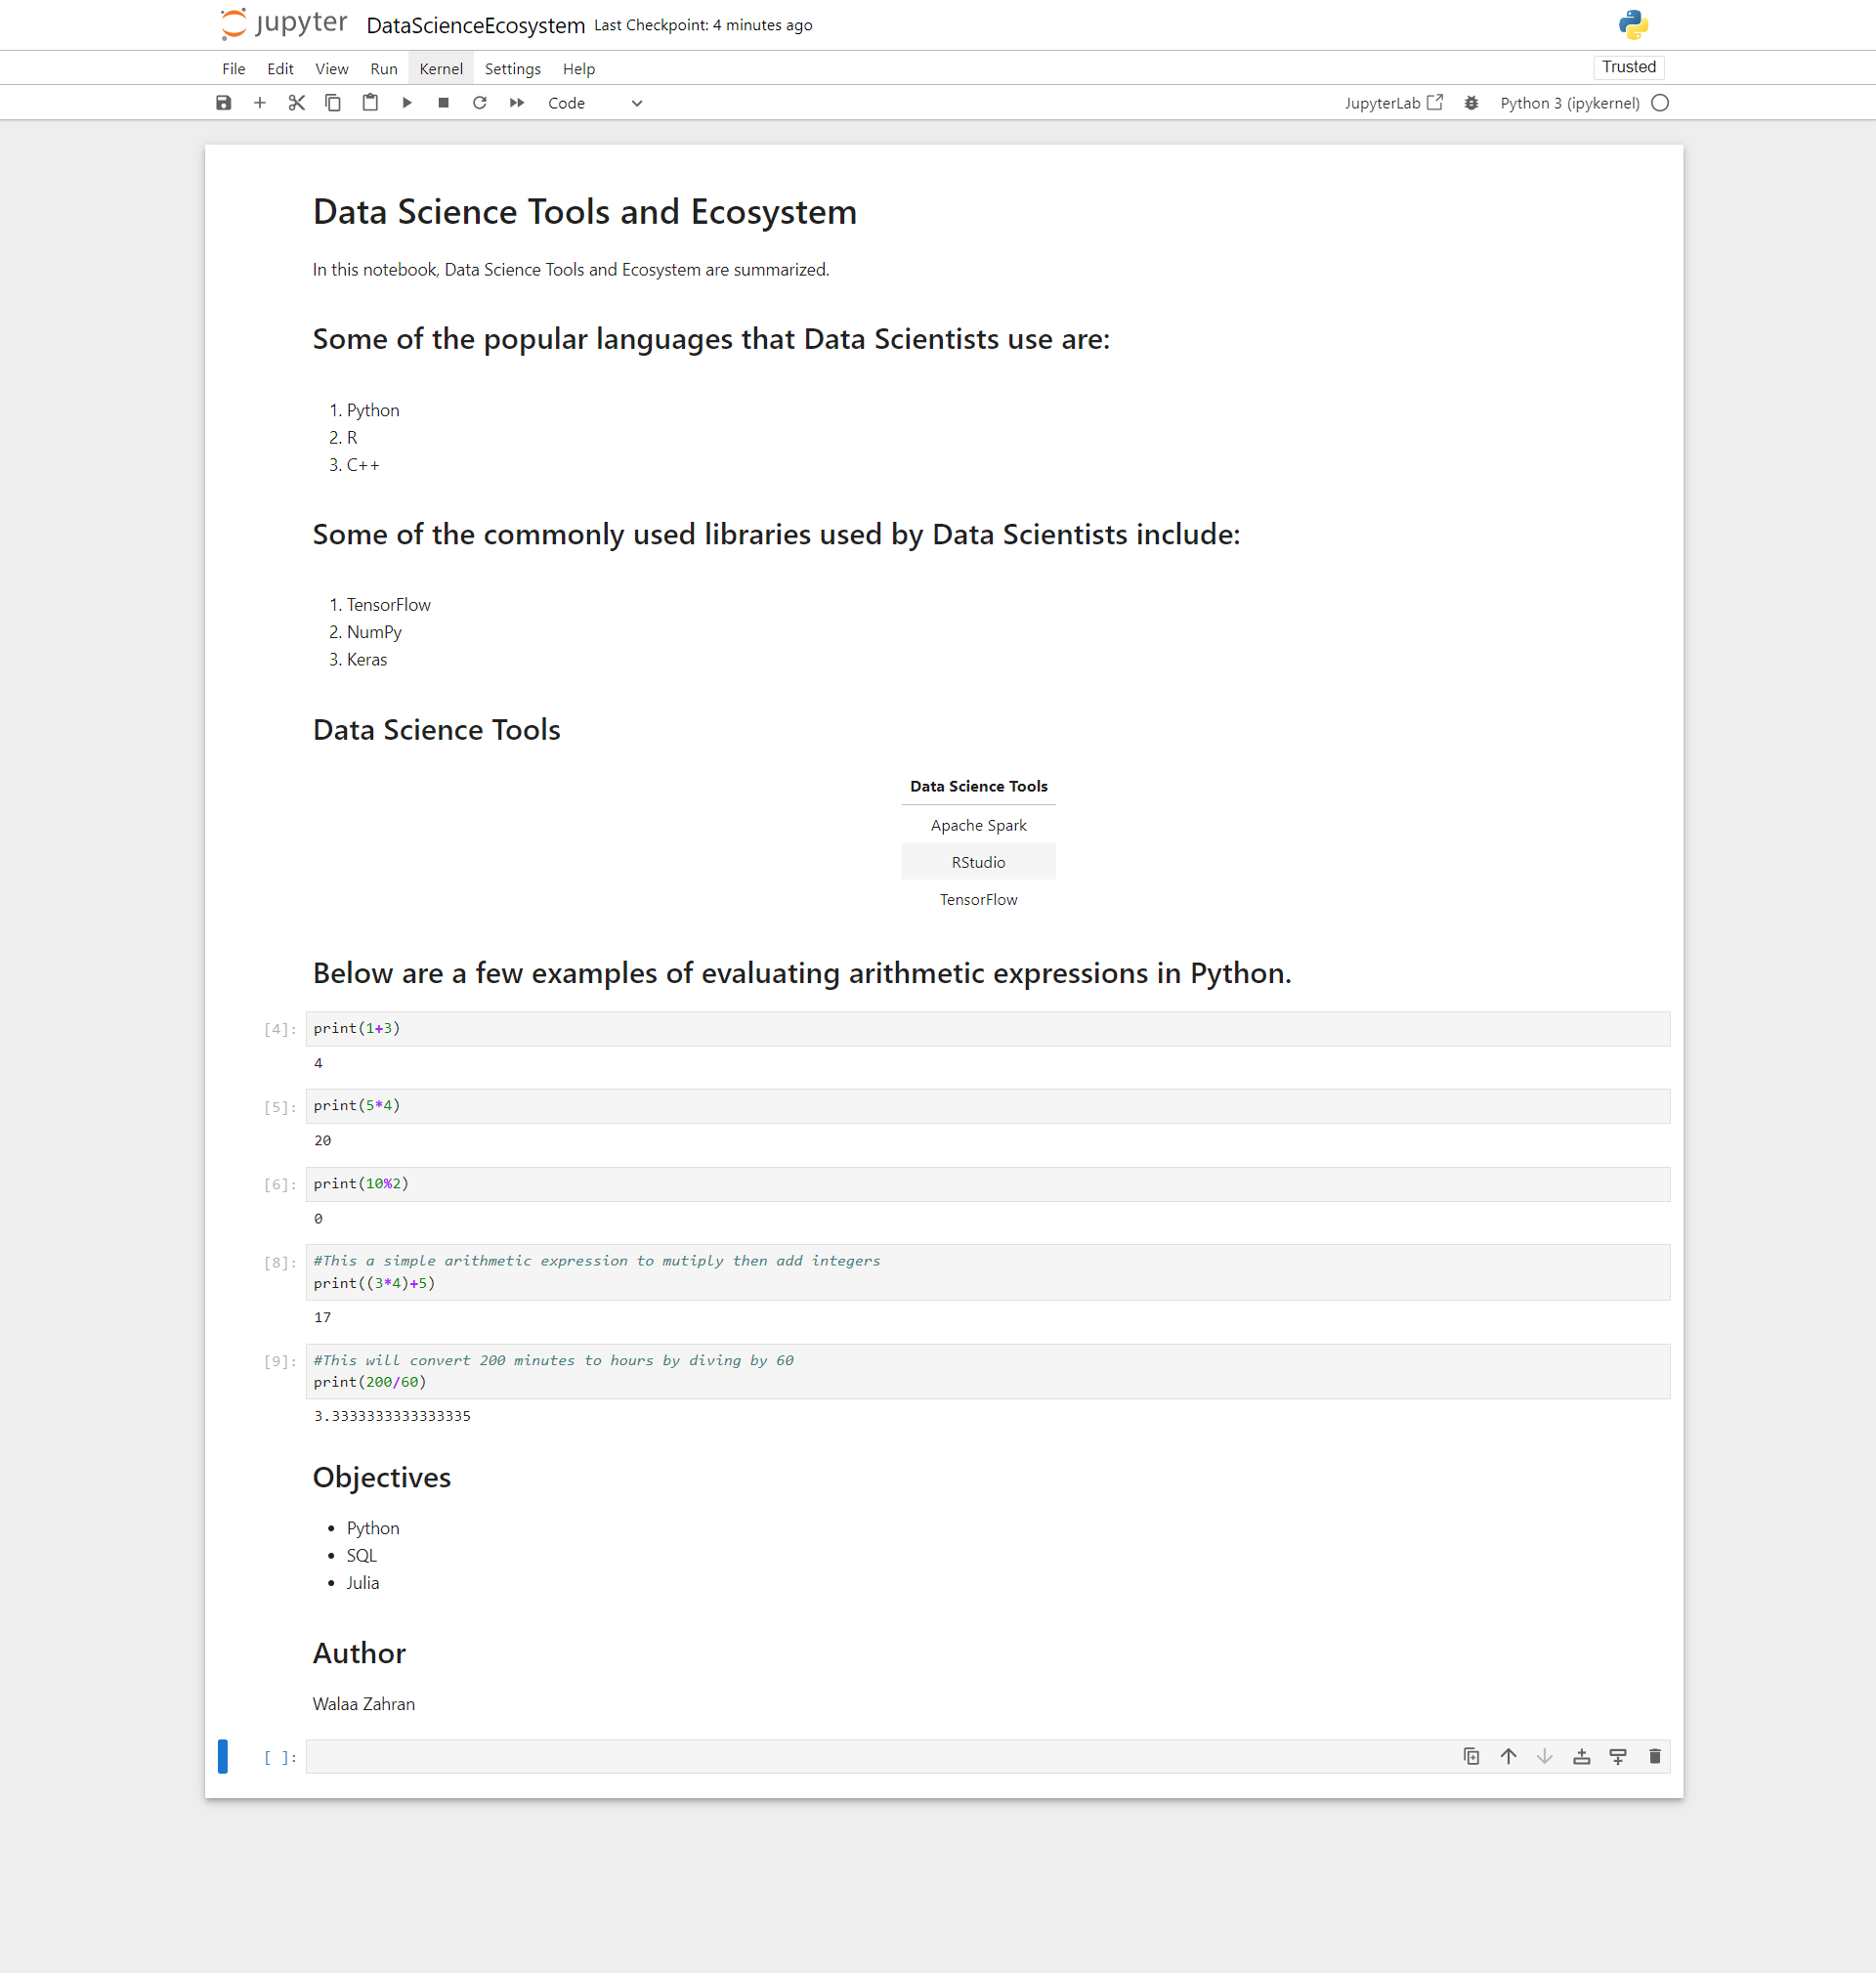 jupyter DataScienceEcosystem Last Checkpoint: 4 minutes ago
File Edit View Run Kernel Settings Help Trusted
Code JupyterLab Python 3 (ipykernel)
Data Science Tools and Ecosystem
In this notebook, Data Science Tools and Ecosystem are summarized.
Some of the popular languages that Data Scientists use are:
1. Python
2. R
3. C++
Some of the commonly used libraries used by Data Scientists include:
1. TensorFlow
2. NumPy
3. Keras
Data Science Tools
Data Science Tools
Apache Spark
RStudio
TensorFlow
Below are a few examples of evaluating arithmetic expressions in Python.
[4]: print(1+3)
4
[5]: print(5*4)
20
[6]: print(10%2)
0
[8]: #This a simple arithmetic expression to mutiply then add integers
print((3*4)+5)
17
[9]: #This will convert 200 minutes to hours by diving by 60
print(200/60)
3.3333333333333335
Objectives
• Python
• SQL
• Julia
Author
Walaa Zahran
[ ]: